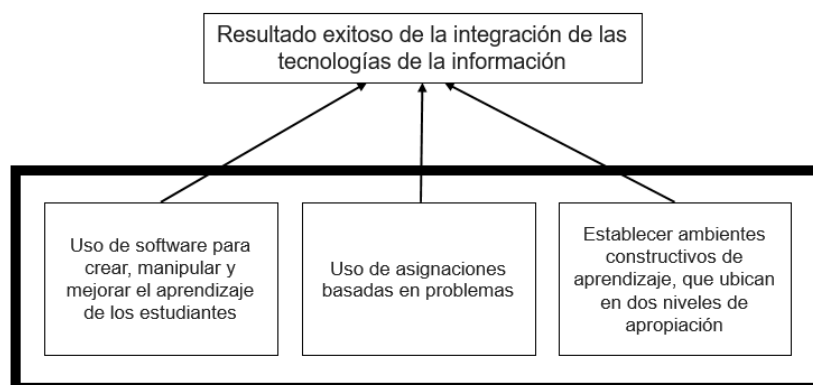 Resultado exitoso de la integración de las
tecnologías de la información
Uso de software para
crear, manipular y
mejorar el aprendizaje
de los estudiantes
Uso de asignaciones
basadas en problemas
Establecer ambientes
constructivos de
aprendizaje, que ubican
en dos niveles de
apropiación